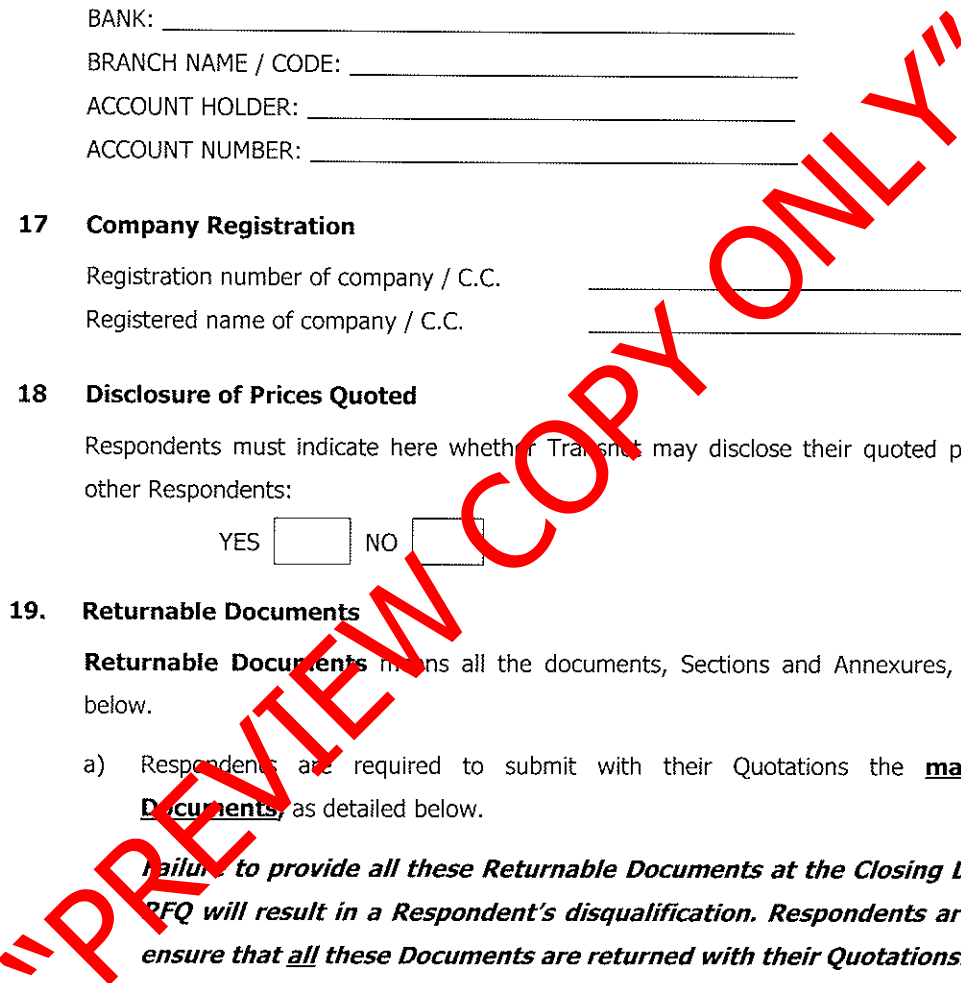 BANK:
BRANCH NAME / CODE:
ACCOUNT HOLDER:
ACCOUNT NUMBER:
17 Company Registration
Registration number of company / C.C.
Registered name of company / C.C.
18 Disclosure of Prices Quoted
Respondents must indicate here whether Transnet may disclose their quoted p
other Respondents:
YES NO
19. Returnable Documents
Returnable Documents means all the documents, Sections and Annexures,
below.
a) Respondents are required to submit with their Quotations the ma
Documents, as detailed below.
Failure to provide all these Returnable Documents at the Closing D
RFQ will result in a Respondent's disqualification. Respondents ar
ensure that all these Documents are returned with their Quotations.
"PREVIEW COPY ONLY"